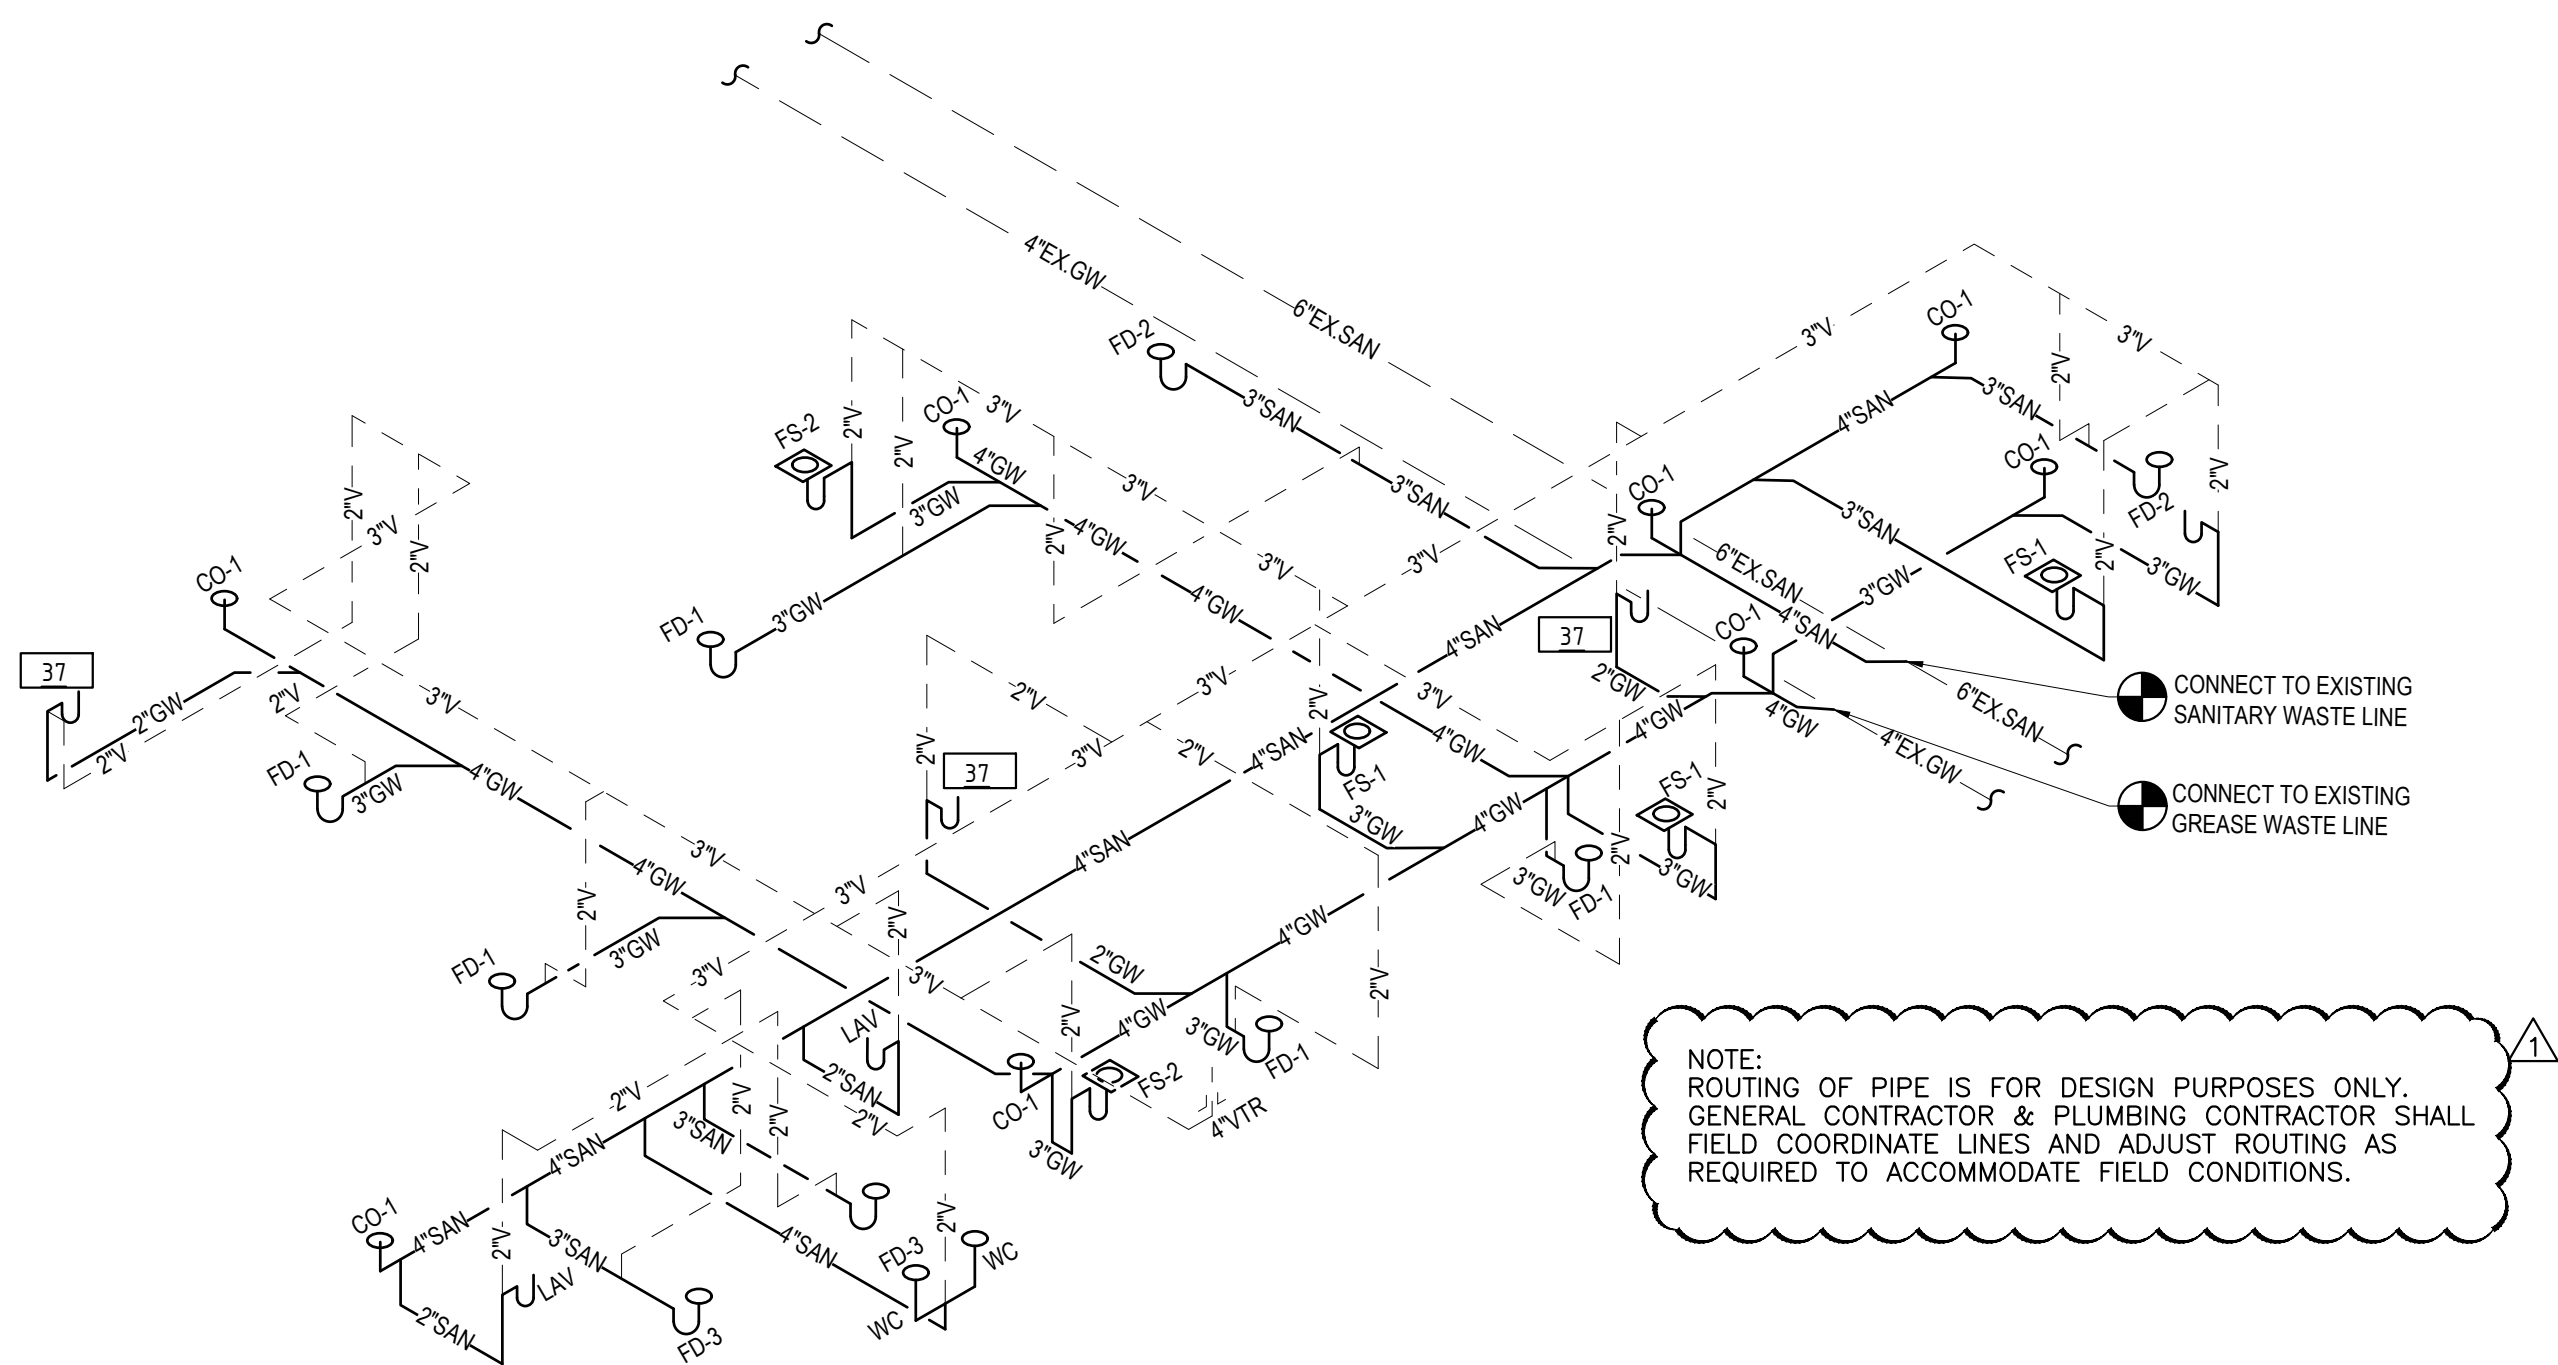 4"EX.GW
6"EX.SAN
FD-2
3"SAN
3"SAN
3"V
3"V
CO-1
2"V
3"SAN
4"SAN
CO-1
FD-2
2"V
CO-1
3"SAN
FS-1
2"V
3"GW
3"GW
FS-2
2"V
2"V
CO-1
3"V
4"GW
3"GW
3"V
2"V
4"GW
3"V
4"GW
FD-1
3"GW
2"V
3"V
2"V
CO-1
37
2"GW
2"V
2"V
3"V
FD-1
3"GW
4"GW
3"V
2"V
6"EX.SAN
4"SAN
37
2"GW
CO-1
4"SAN
3"V
2"V
3"V
4"GW
4"GW
6"EX.SAN
4"EX.GW
CONNECT TO EXISTING
SANITARY WASTE LINE
CONNECT TO EXISTING
GREASE WASTE LINE
2"V
2"V
37
3"V
2"V
4"SAN
FS-1
4"GW
3"GW
4"GW
FS-1
2"V
2"V
3"GW
3"GW
FD-1
3"V
4"GW
2"V
3"GW
FD-1
3"V
4"SAN
2"V
3"V
3"V
4"GW
2"V
2"GW
2"V
4"GW
3"GW
FD-1
LAV
2"SAN
CO-1
FS-2
3"GW
4"VTR
2"V
2"V
2"V
2"V
3"SAN
4"SAN
CO-1
4"SAN
2"V
3"SAN
4"SAN
FD-3
2"V
WC
WC
LAV
2"SAN
FD-3
NOTE:
ROUTING OF PIPE IS FOR DESIGN PURPOSES ONLY.
GENERAL CONTRACTOR & PLUMBING CONTRACTOR SHALL
FIELD COORDINATE LINES AND ADJUST ROUTING AS
REQUIRED TO ACCOMMODATE FIELD CONDITIONS.
1